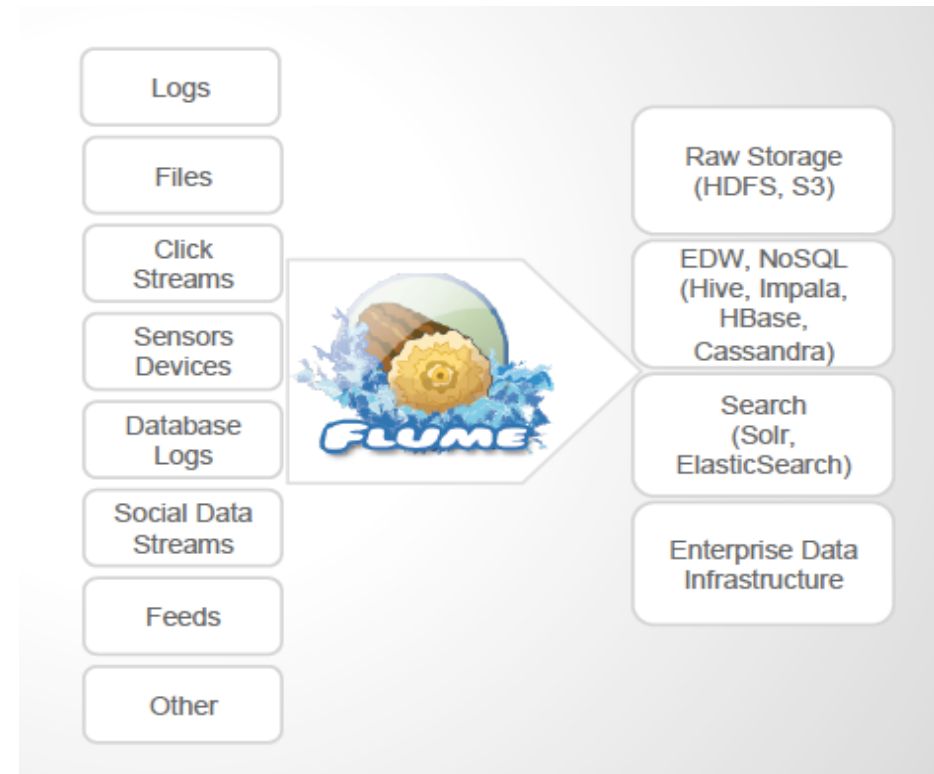 Logs
Files
Click
Streams
Sensors
Devices
Database
Logs
Social Data
Streams
Feeds
Other
FLUME
Raw Storage
(HDFS, S3)
EDW, NoSQL
(Hive, Impala,
HBase,
Cassandra)
Search
(Solr,
ElasticSearch)
Enterprise Data
Infrastructure